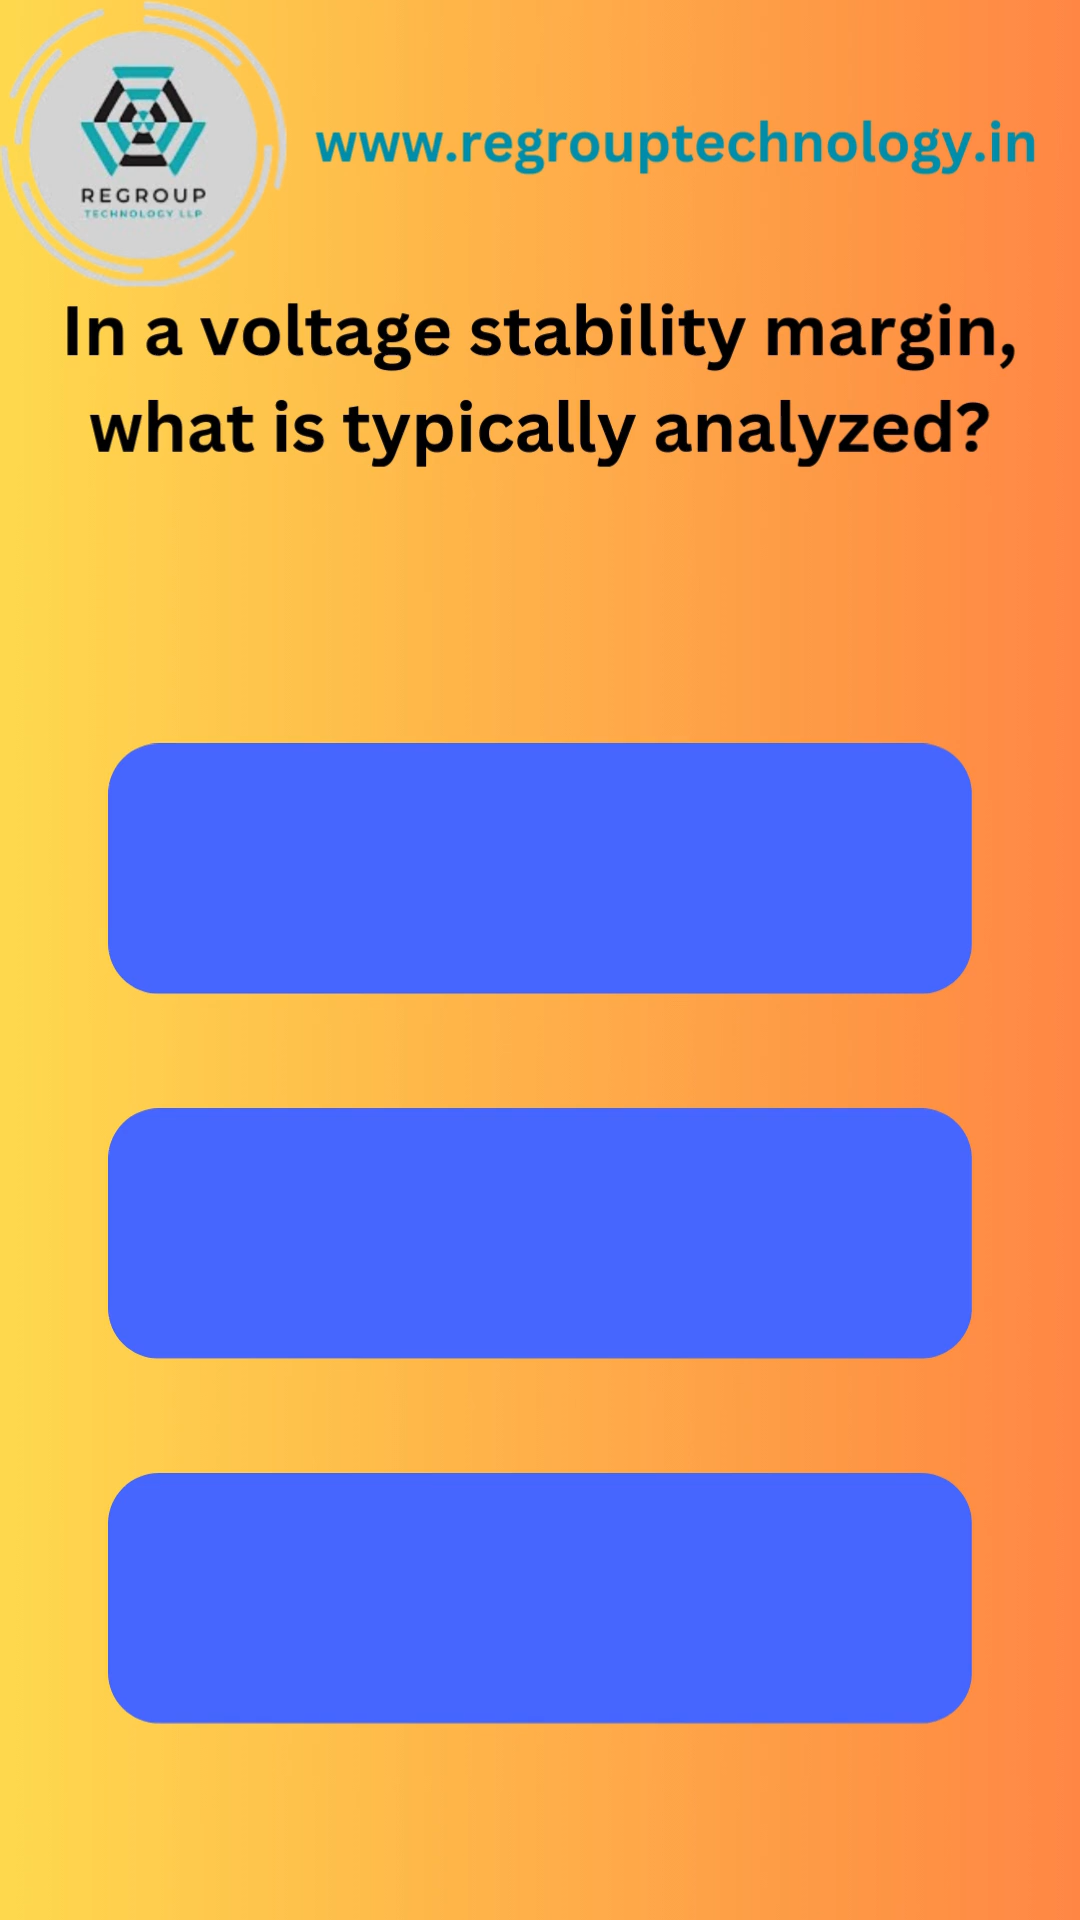 REGROUP
TECHNOLOGY LLP
www.regrouptechnology.in
In a voltage stability margin,
what is typically analyzed?